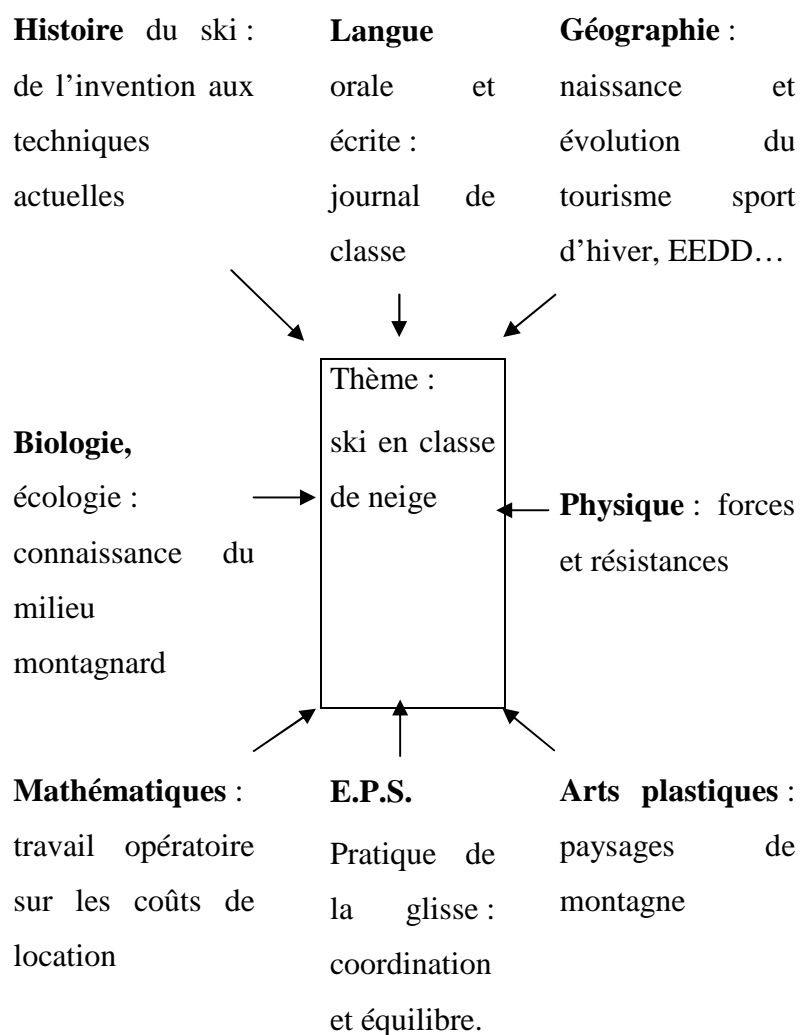 Histoire du ski :
de l’invention aux
techniques
actuelles
Langue
orale et
écrite :
journal de
classe
Géographie :
naissance et
évolution du
tourisme sport
d’hiver, EEDD…
Thème :
ski en classe
de neige
Biologie,
écologie :
connaissance du
milieu
montagnard
Physique : forces
et résistances
Mathématiques :
travail opératoire
sur les coûts de
location
E.P.S.
Pratique de
la glisse :
coordination
et équilibre.
Arts plastiques :
paysages de
montagne